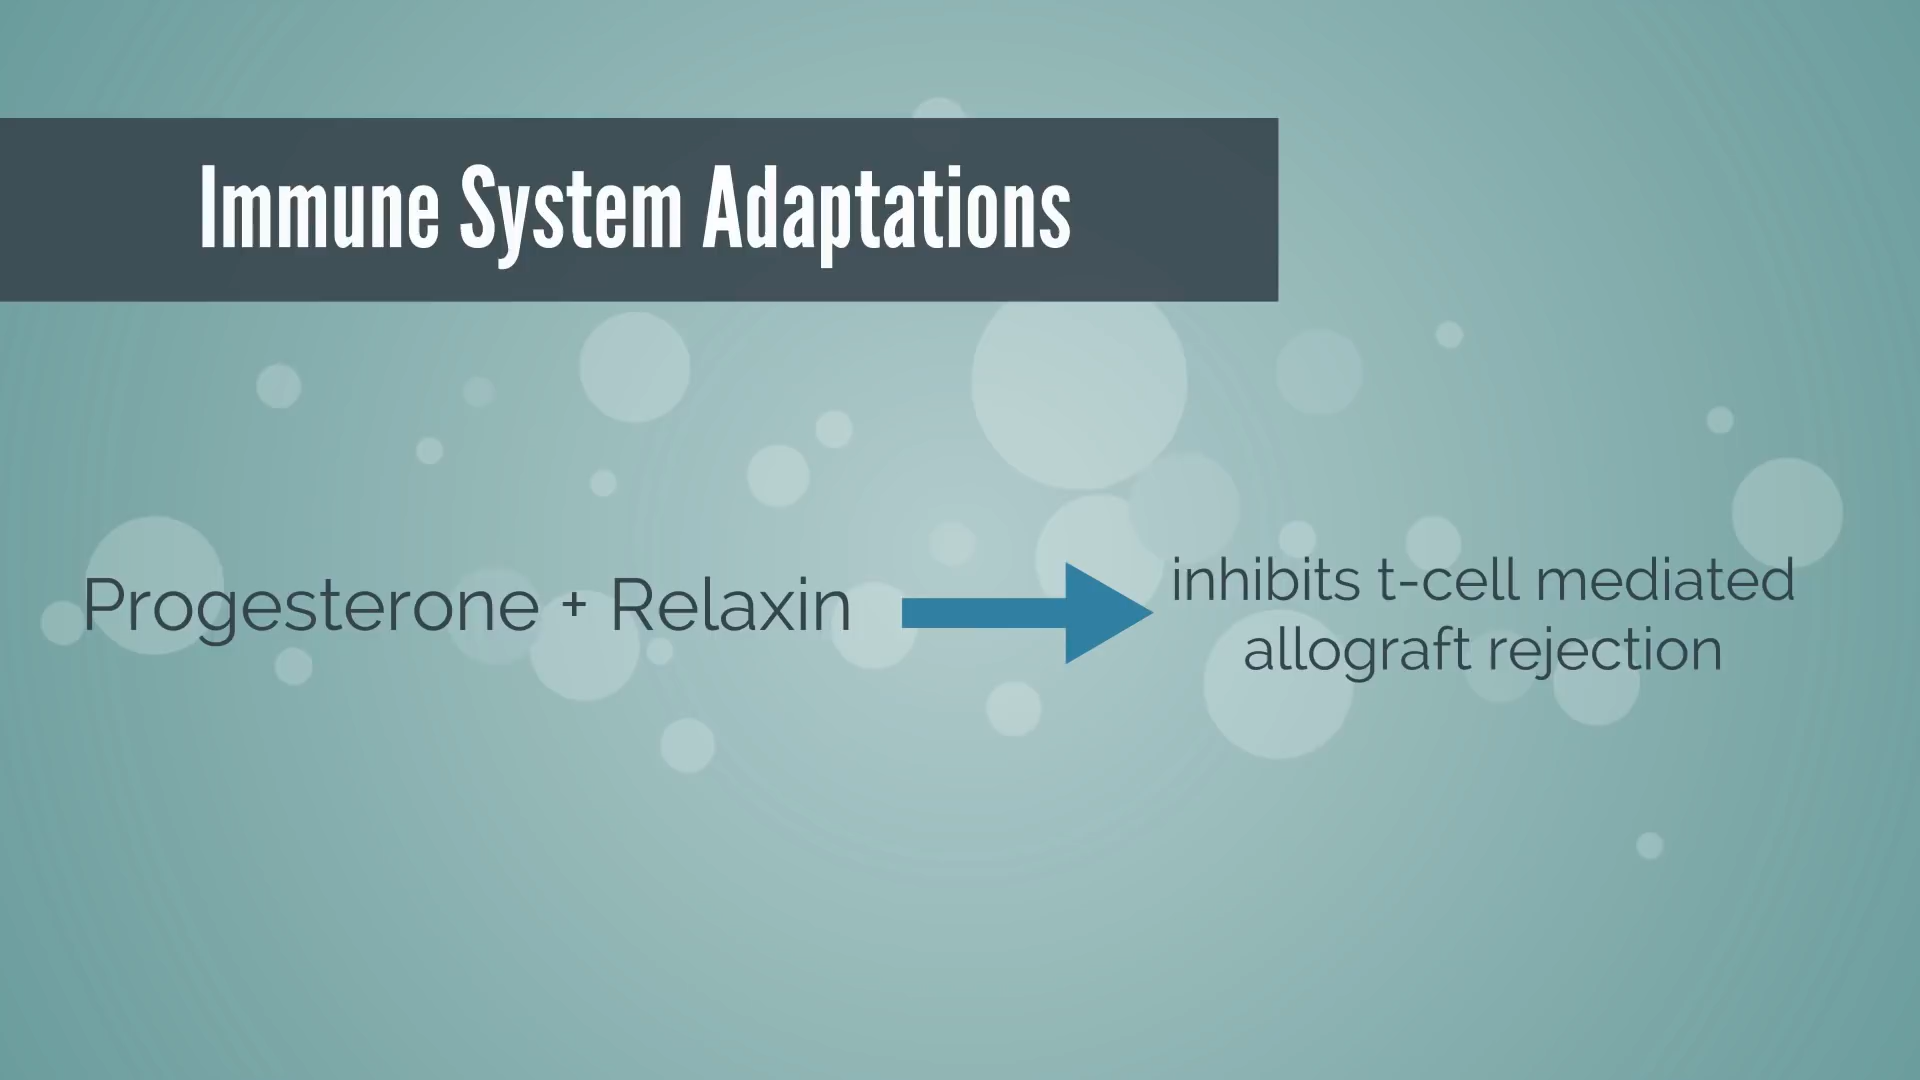 Immune System Adaptations
Progesterone + Relaxin
inhibits t-cell mediated
allograft rejection